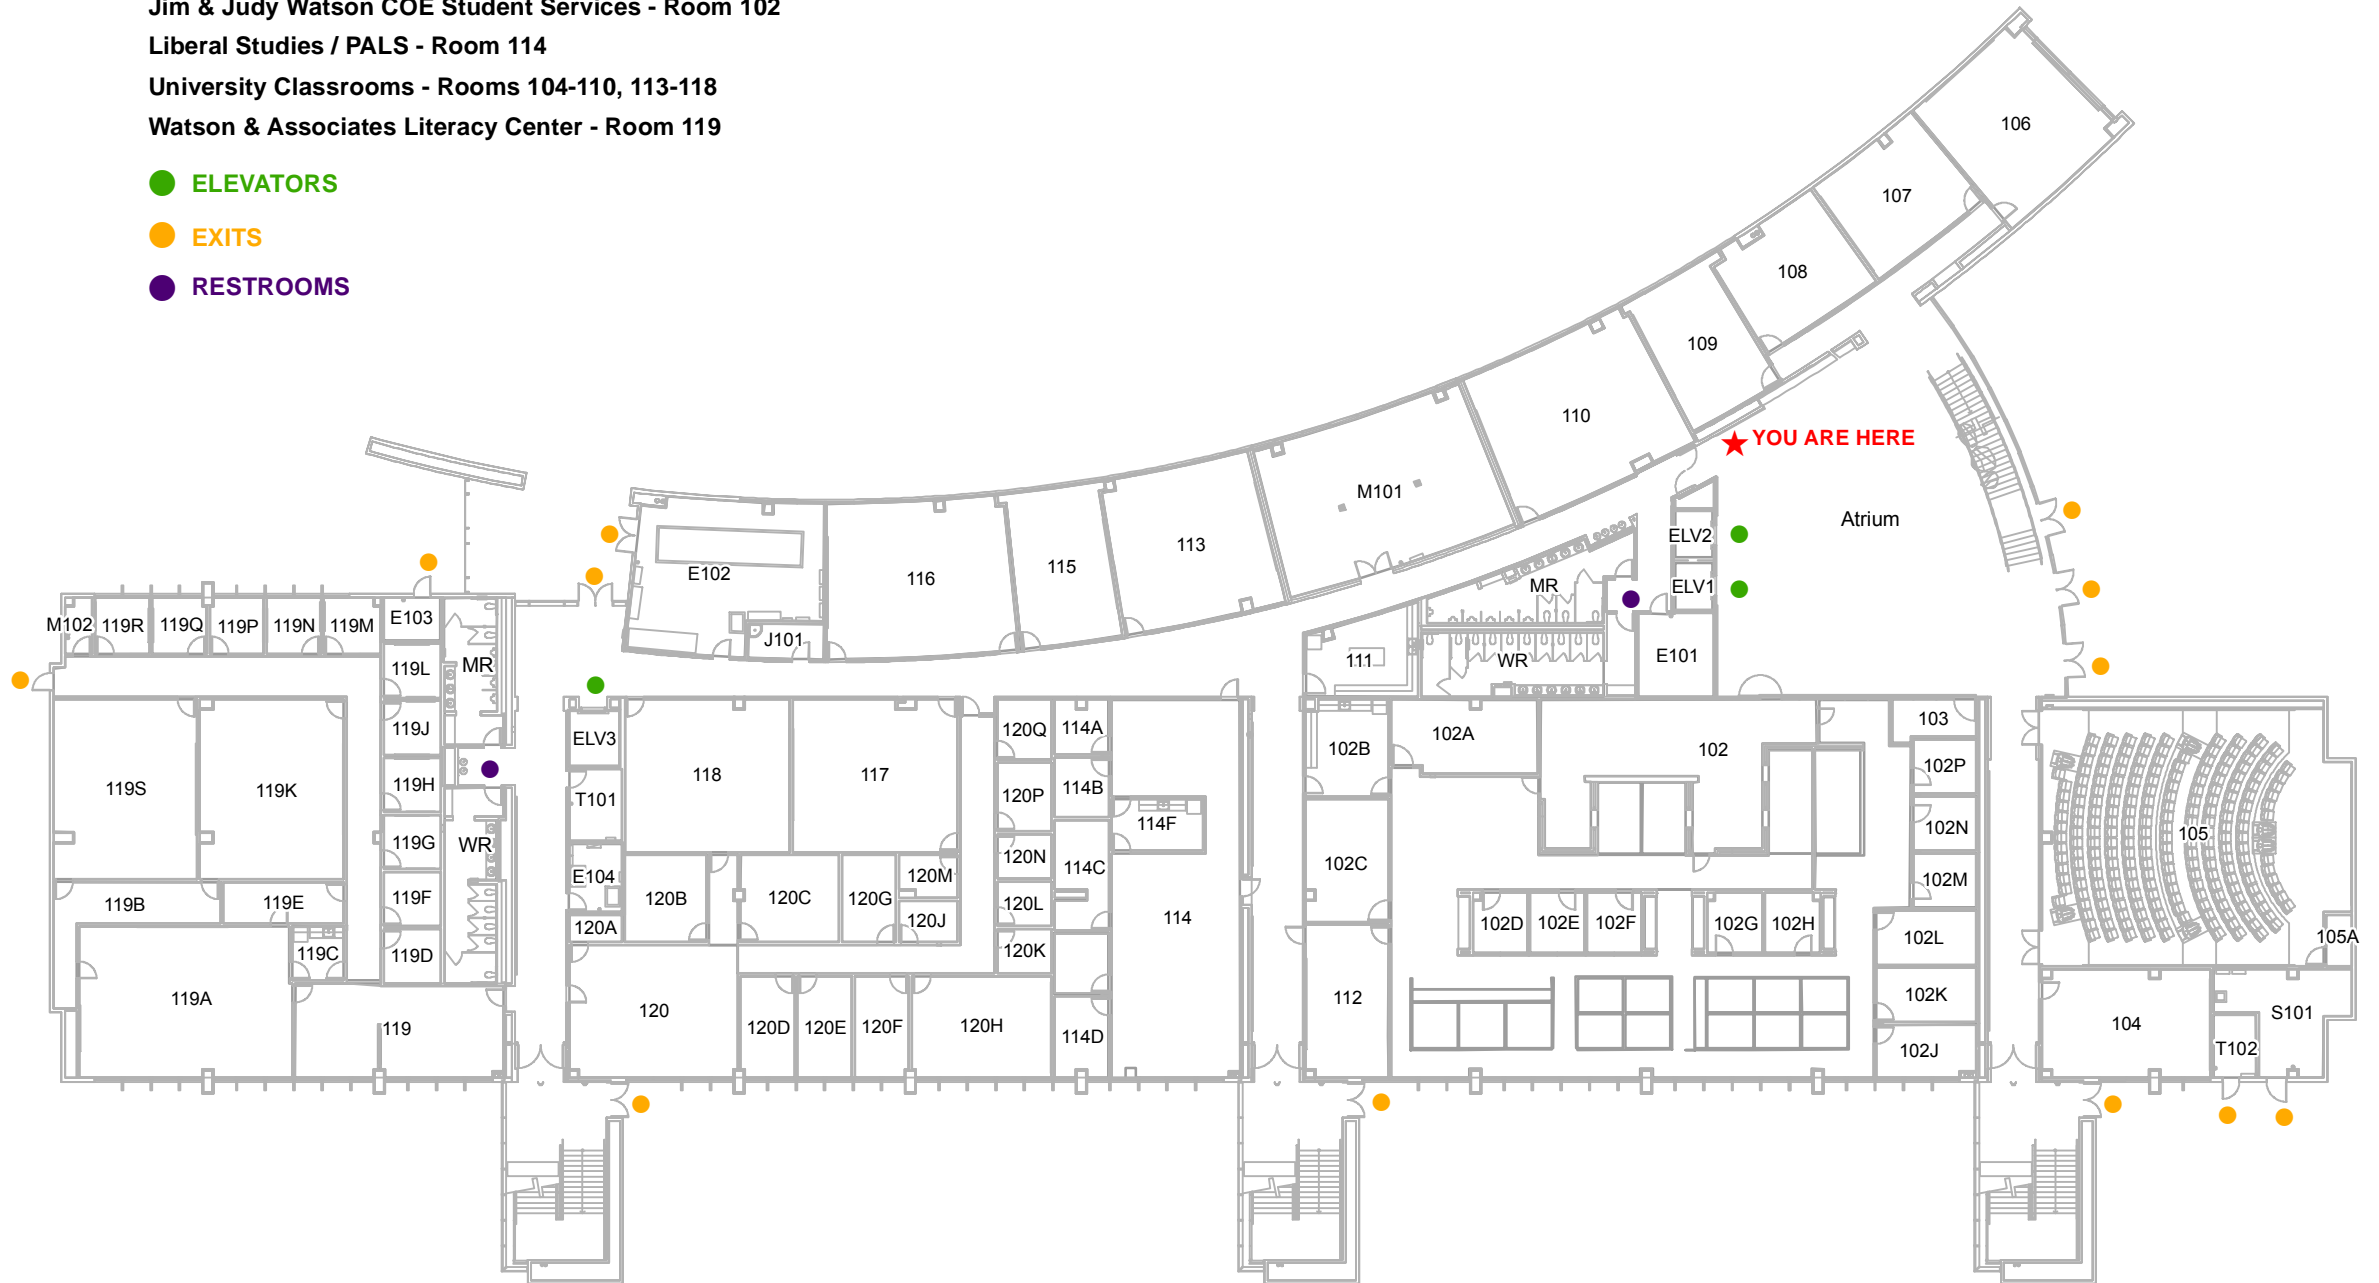 Jim & Judy Watson COE Student Services - Room 102
Liberal Studies / PALS - Room 114
University Classrooms - Rooms 104-110, 113-118
Watson & Associates Literacy Center - Room 119
ELEVATORS
EXITS
RESTROOMS
106
107
108
109
110
YOU ARE HERE
M101
Atrium
ELV2
ELV1
113
115
116
E102
J101
MR
WR
111
E101
M102
119R
119Q
119P
119N
119M
E103
119L
MR
119J
119H
119G
119F
119D
WR
119S
119K
119B
119E
119C
119A
119
ELV3
T101
E104
120A
118
117
120B
120C
120G
120M
120J
120
120D
120E
120F
120H
120Q
120P
120N
120L
120K
114A
114B
114C
114D
114F
114
102B
102A
102
103
102P
102N
102M
102L
102K
102J
102C
112
102D
102E
102F
102G
102H
105
105A
104
S101
T102